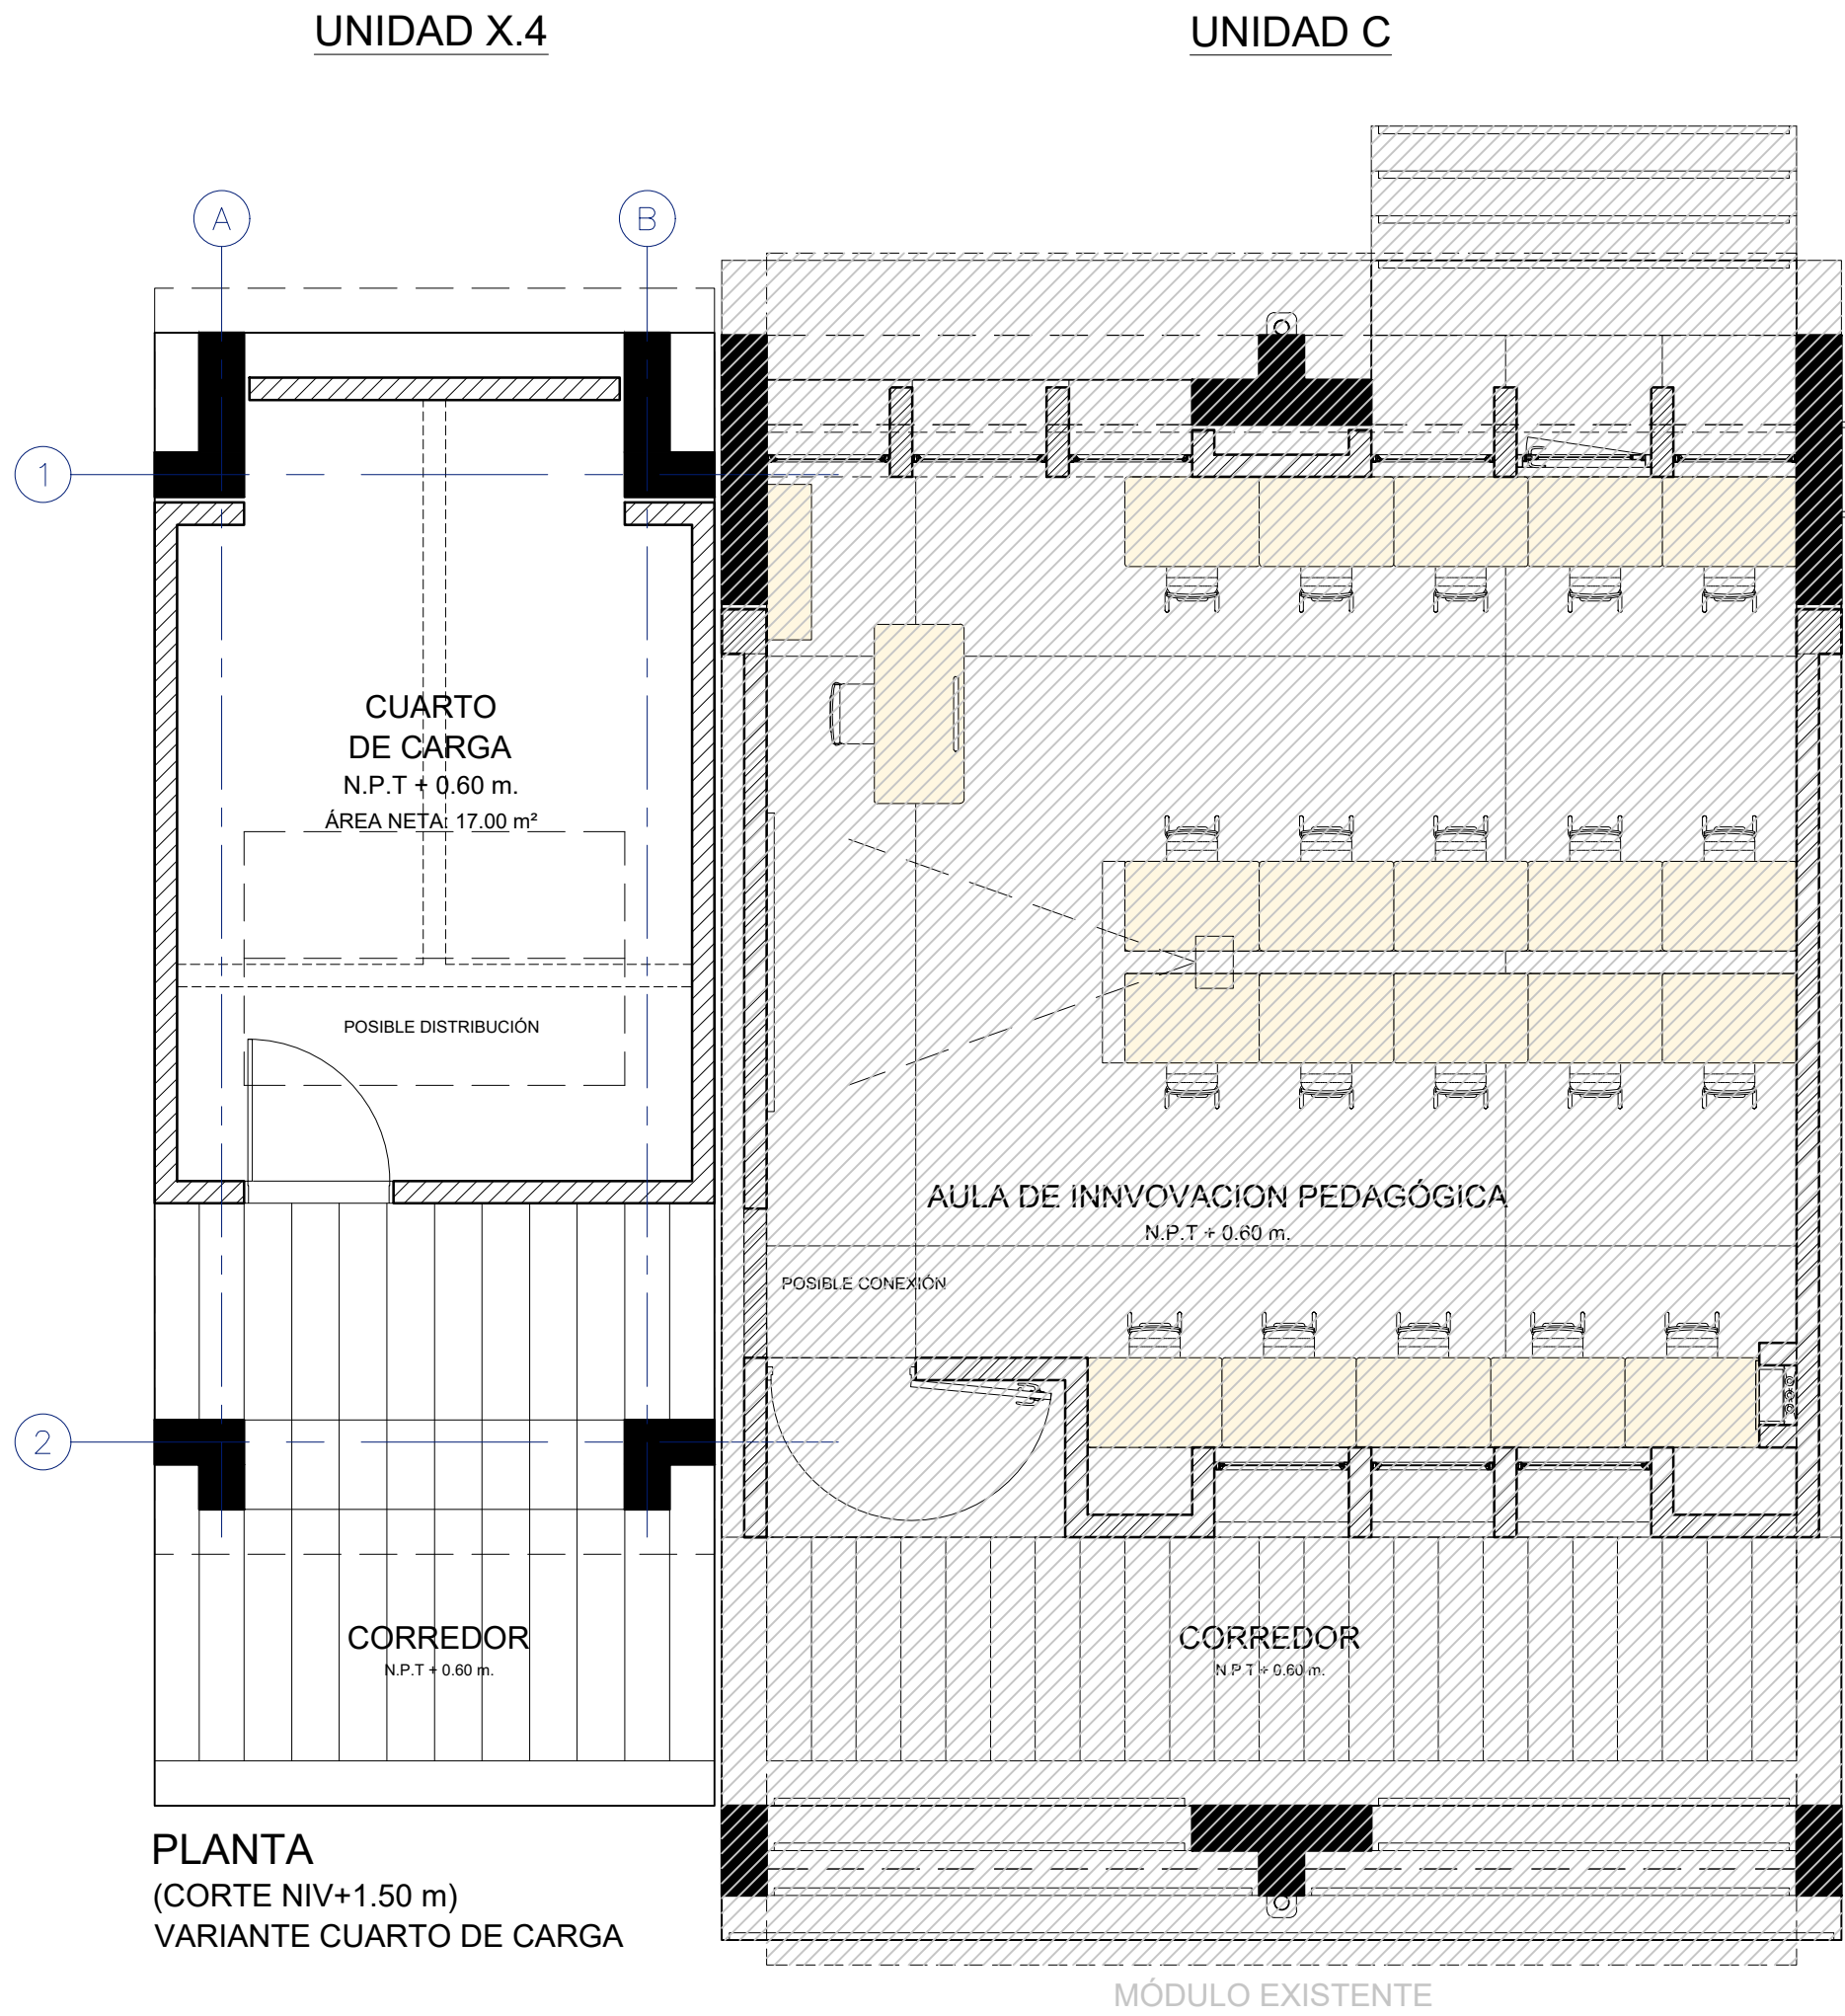 UNIDAD X.4
UNIDAD C
A
B
1
CUARTO
DE CARGA
N.P.T + 0.60 m.
ÁREA NETA: 17.00 m²
POSIBLE DISTRIBUCIÓN
AULA DE INNVOVACION PEDAGÓGICA
N.P.T + 0.60 m.
POSIBLE CONEXIÓN
2
CORREDOR
N.P.T + 0.60 m.
CORREDOR
N.P.T + 0.60 m.
PLANTA
(CORTE NIV+1.50 m)
VARIANTE CUARTO DE CARGA
MÓDULO EXISTENTE